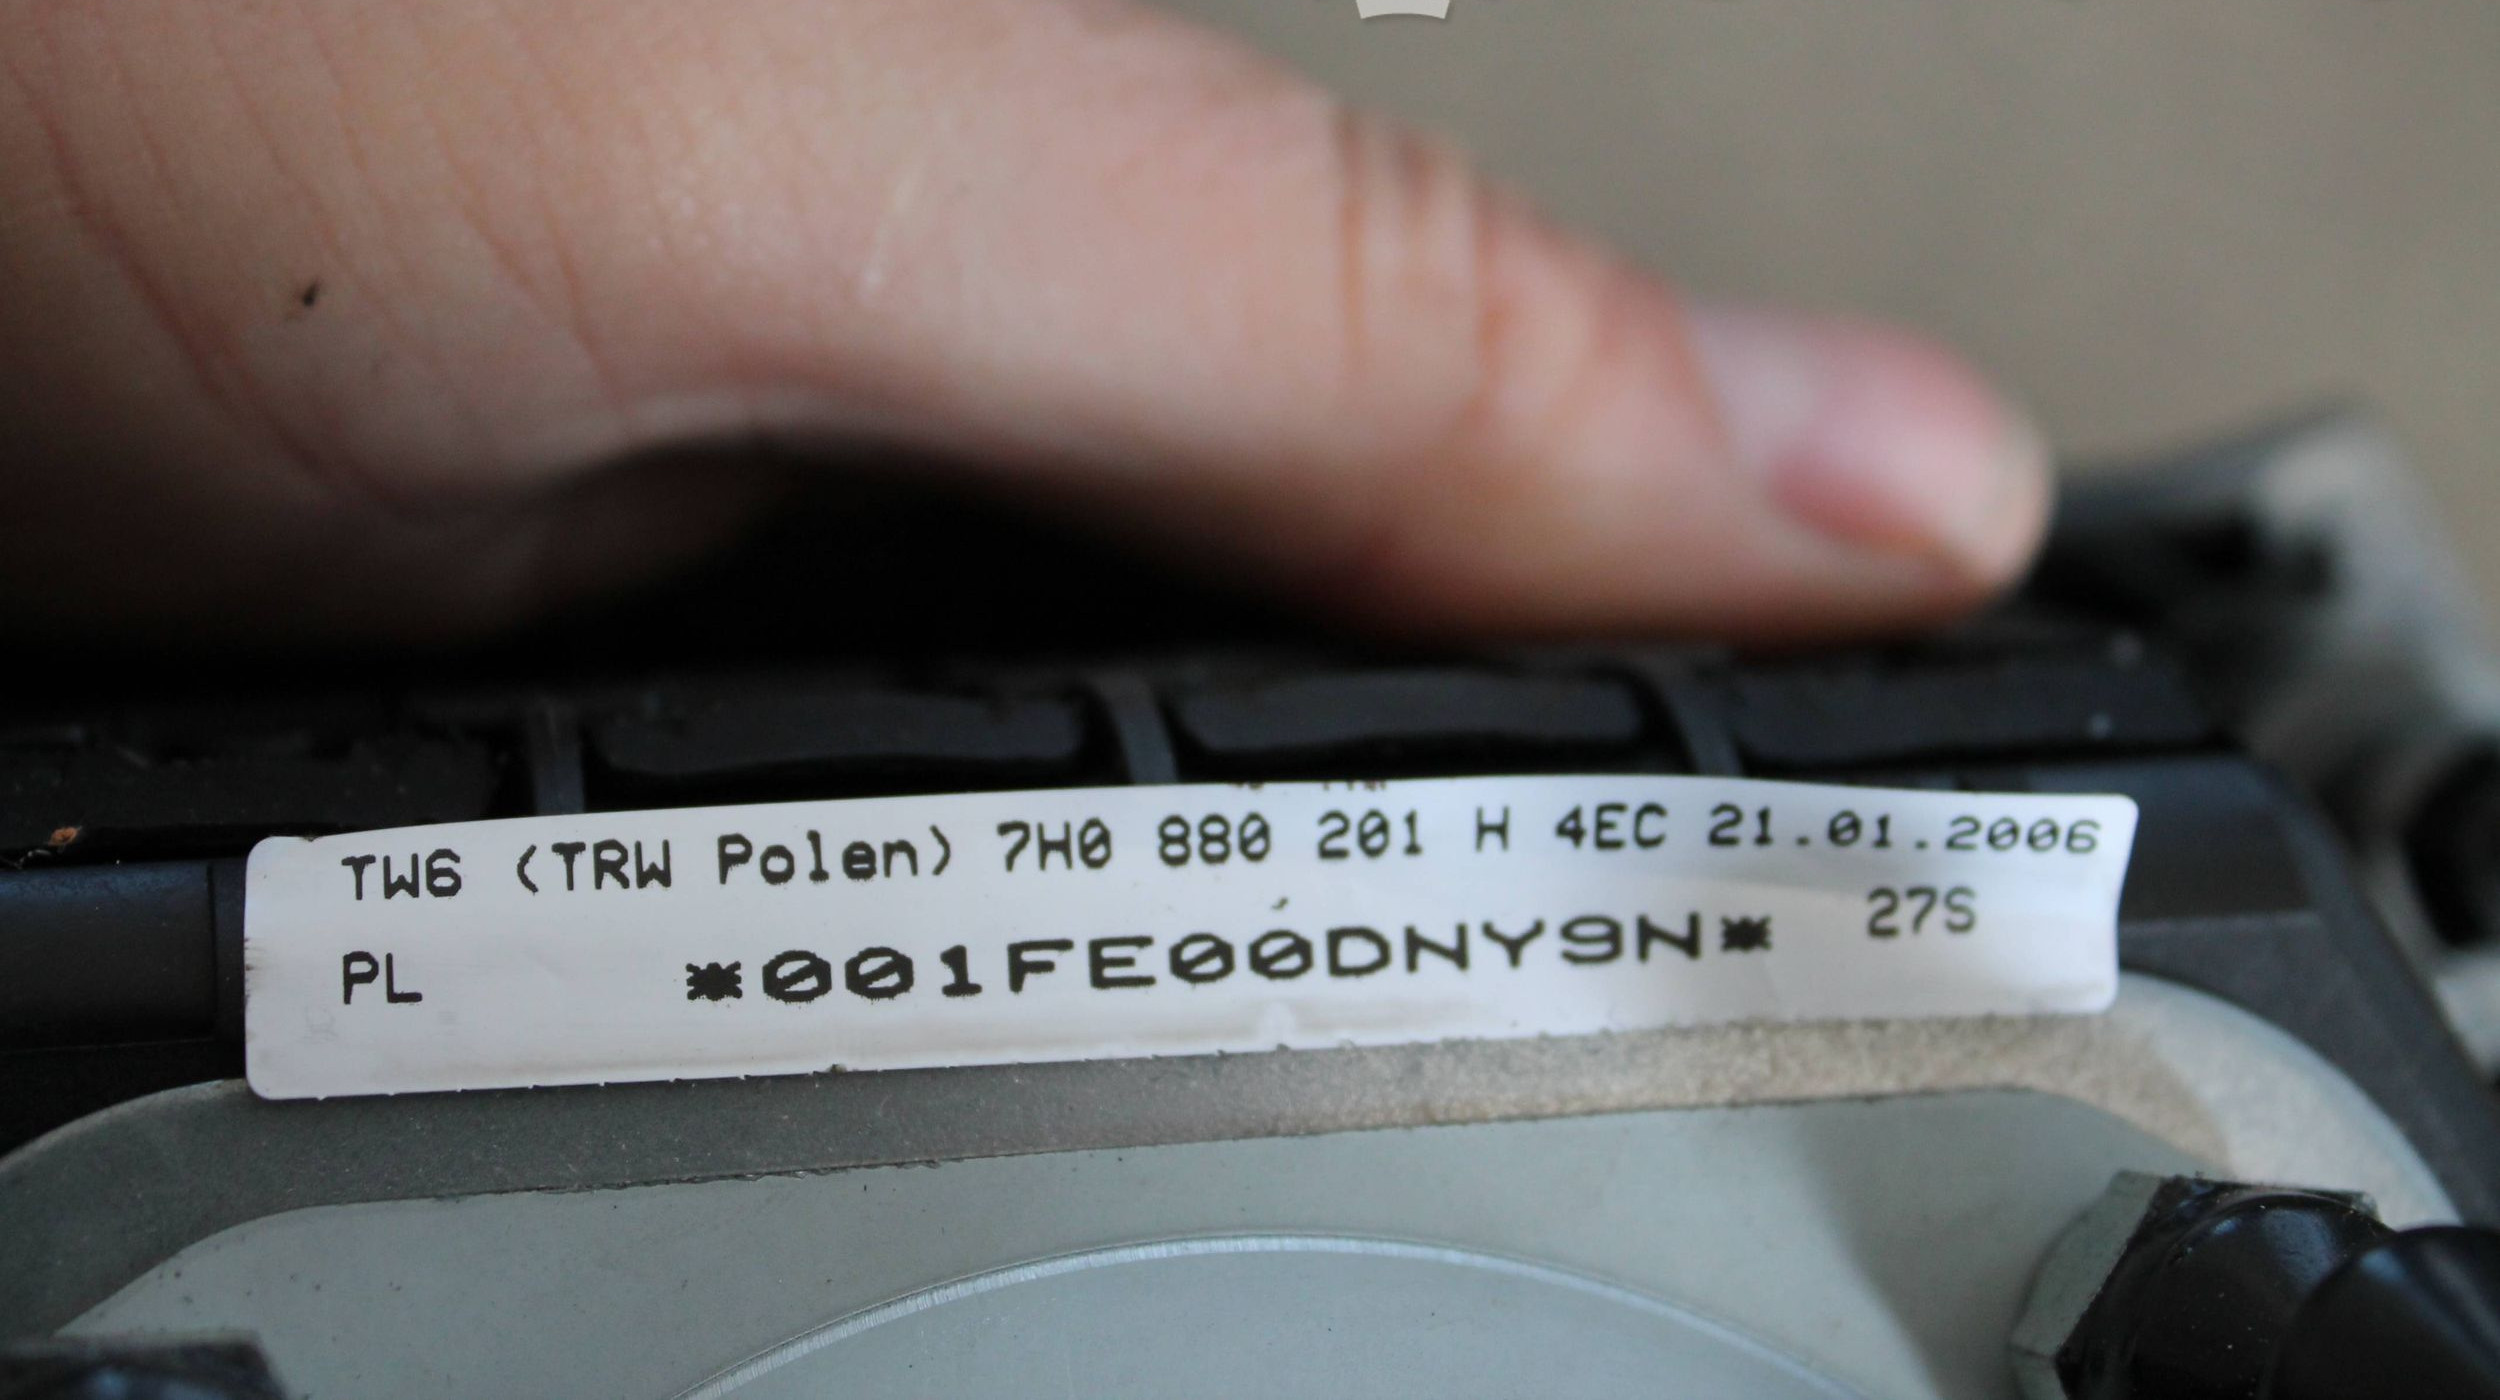 TW6 (TRW Polen) 7H0 880 201 H 4EC 21.01.2006
PL *001FE00DNY9N* 27S